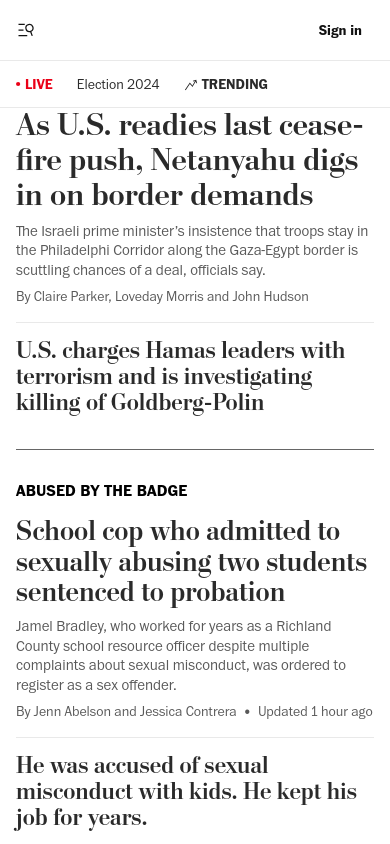 Sign in
• LIVE Election 2024 TRENDING
As U.S. readies last cease-
fire push, Netanyahu digs
in on border demands
The Israeli prime minister’s insistence that troops stay in
the Philadelphi Corridor along the Gaza-Egypt border is
scuttling chances of a deal, officials say.
By Claire Parker, Loveday Morris and John Hudson
U.S. charges Hamas leaders with
terrorism and is investigating
killing of Goldberg-Polin
ABUSED BY THE BADGE
School cop who admitted to
sexually abusing two students
sentenced to probation
Jamel Bradley, who worked for years as a Richland
County school resource officer despite multiple
complaints about sexual misconduct, was ordered to
register as a sex offender.
By Jenn Abelson and Jessica Contrera • Updated 1 hour ago
He was accused of sexual
misconduct with kids. He kept his
job for years.